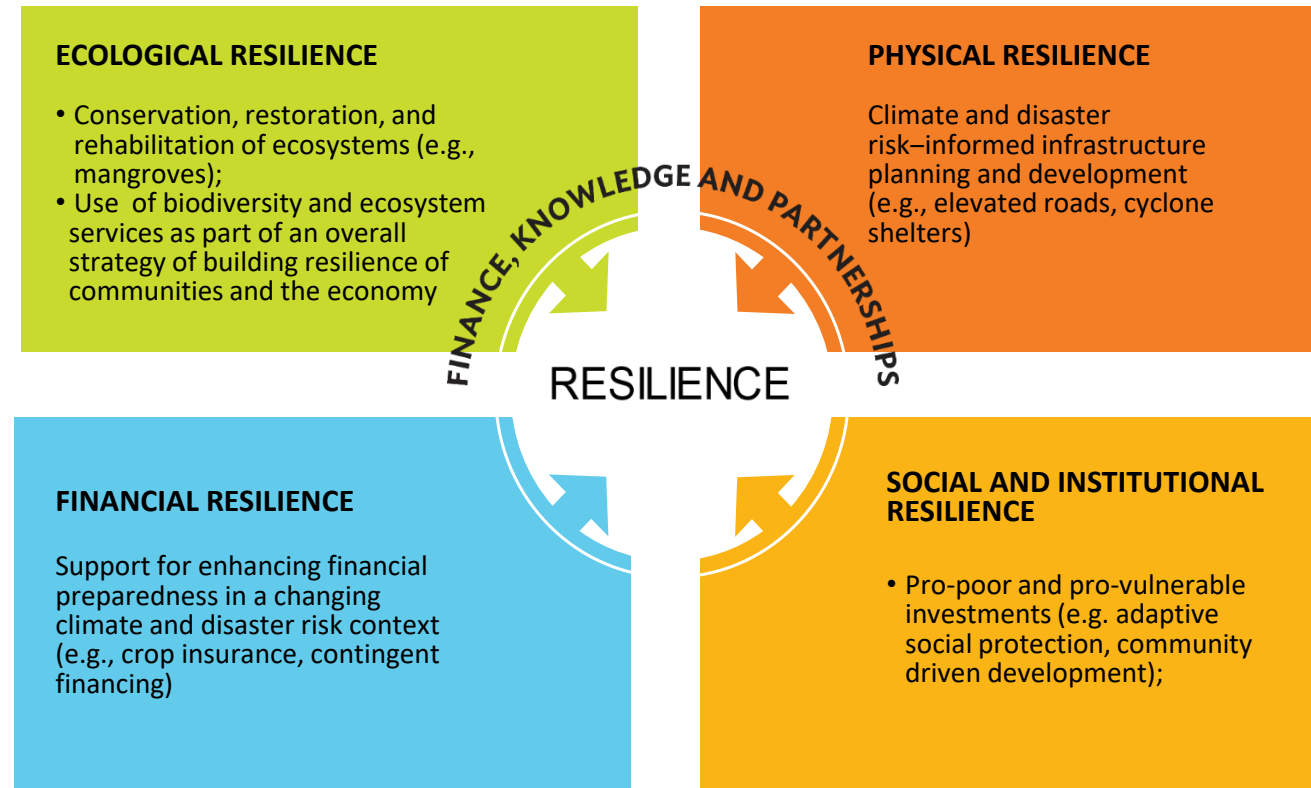 ECOLOGICAL RESILIENCE
• Conservation, restoration, and
rehabilitation of ecosystems (e.g.,
mangroves);
• Use of biodiversity and ecosystem
services as part of an overall
strategy of building resilience of
communities and the economy
PHYSICAL RESILIENCE
Climate and disaster
risk–informed infrastructure
planning and development
(e.g., elevated roads, cyclone
shelters)
FINANCE, KNOWLEDGE AND PARTNERSHIPS
RESILIENCE
FINANCIAL RESILIENCE
Support for enhancing financial
preparedness in a changing
climate and disaster risk context
(e.g., crop insurance, contingent
financing)
SOCIAL AND INSTITUTIONAL
RESILIENCE
• Pro-poor and pro-vulnerable
investments (e.g. adaptive
social protection, community
driven development);